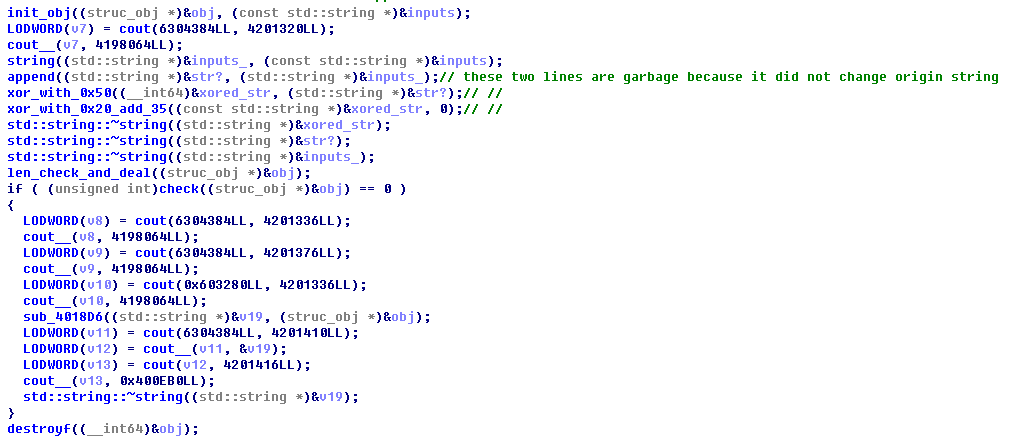 init_obj((struc_obj *)&obj, (const std::string *)&inputs);
LODWORD(v7) = cout(6304384LL, 4201320LL);
cout__(v7, 4198064LL);
string((std::string *)&inputs_, (const std::string *)&inputs);
append((std::string *)&str?, (std::string *)&inputs_);// these two lines are garbage because it did not change origin string
xor_with_0x50((__int64)&xored_str, (std::string *)&str?);// //
xor_with_0x20_add_35((const std::string *)&xored_str, 0);// //
std::string::~string((std::string *)&xored_str);
std::string::~string((std::string *)&str?);
std::string::~string((std::string *)&inputs_);
len_check_and_deal((struc_obj *)&obj);
if ( (unsigned int)check((struc_obj *)&obj) == 0 )
{
  LODWORD(v8) = cout(6304384LL, 4201336LL);
  cout__(v8, 4198064LL);
  LODWORD(v9) = cout(6304384LL, 4201376LL);
  cout__(v9, 4198064LL);
  LODWORD(v10) = cout(0x603280LL, 4201336LL);
  cout__(v10, 4198064LL);
  sub_4018D6((std::string *)&v19, (struc_obj *)&obj);
  LODWORD(v11) = cout(6304384LL, 4201410LL);
  LODWORD(v12) = cout__(v11, &v19);
  LODWORD(v13) = cout(v12, 4201416LL);
  cout__(v13, 0x400EB0LL);
  std::string::~string((std::string *)&v19);
}
destroyf((__int64)&obj);